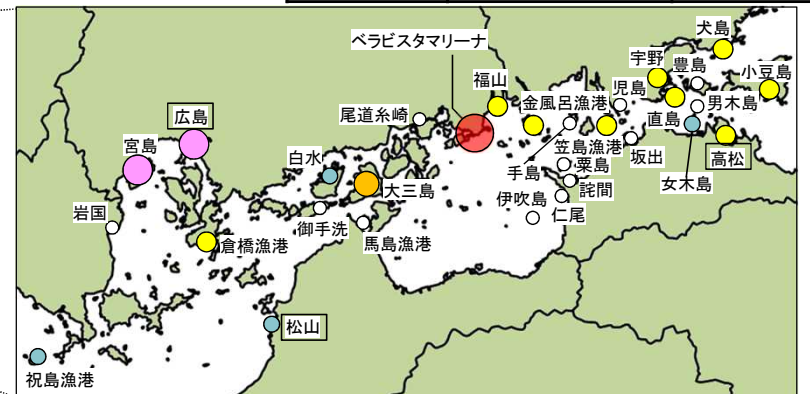 犬島
ベラビスタマリーナ
宇野
豊島
福山
小豆島
児島
金風呂漁港
尾道糸崎
男木島
広島
直島
笠島漁港
宮島
坂出
白水
手島
粟島
高松
大三島
女木島
詫間
伊吹島
仁尾
岩国
御手洗
倉橋漁港
馬島漁港
松山
祝島漁港